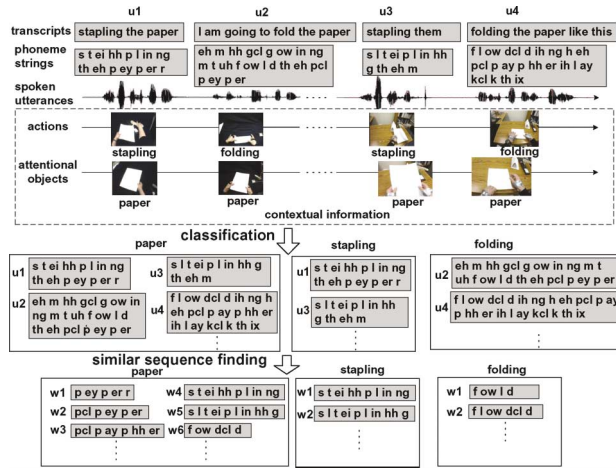 u1 u2 u3 u4
transcripts stapling the paper I am going to fold the paper stapling them folding the paper like this
phoneme strings
s t ei hh p l in ng
th eh p ey p er r
eh m hh gcl g ow in ng
m t uh f ow l d th eh pcl
p ey p er
s l t ei p l in hh
g th eh m
f l ow dcl d ih ng h eh
pcl p ay p hh er ih l ay
kcl k th ix
spoken utterances
actions
stapling folding stapling folding
attentional objects
paper paper paper paper
contextual information
classification
paper stapling folding
u1
s t ei hh p l in ng
th eh p ey p er r
u3
s l t ei p l in hh g
th eh m
u2
eh m hh gcl g ow in
ng m t uh f ow l d
th eh pcl p ey p er
u4
f l ow dcl d ih ng h
eh pcl p ay p hh er
ih l ay kcl k th ix
u1
s t ei hh p l in ng
th eh p ey p er r
u3
s l t ei p l in hh
g th eh m
u2
eh m hh gcl g ow in ng m t
uh f ow l d th eh pcl p ey p er
u4
f l ow dcl d ih ng h eh pcl p ay
p hh er ih l ay kcl k th ix
similar sequence finding
paper stapling folding
w1 p ey p er r
w2 pcl p ey p er
w3 pcl p ay p hh er
w4 s t ei hh p l in ng
w5 s l t ei p l in hh g
w6 f ow dcl d
w1 s t ei hh p l in ng
w2 s l t ei p l in hh g
w1 f ow l d
w2 f l ow dcl d